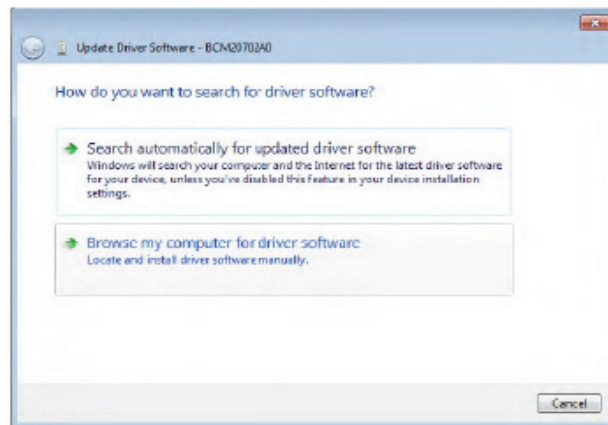 Update Driver Software - BCM20702A0
How do you want to search for driver software?
Search automatically for updated driver software
Windows will search your computer and the Internet for the latest driver software
for your device, unless you've disabled this feature in your device installation
settings.
Browse my computer for driver software
Locate and install driver software manually.
Cancel